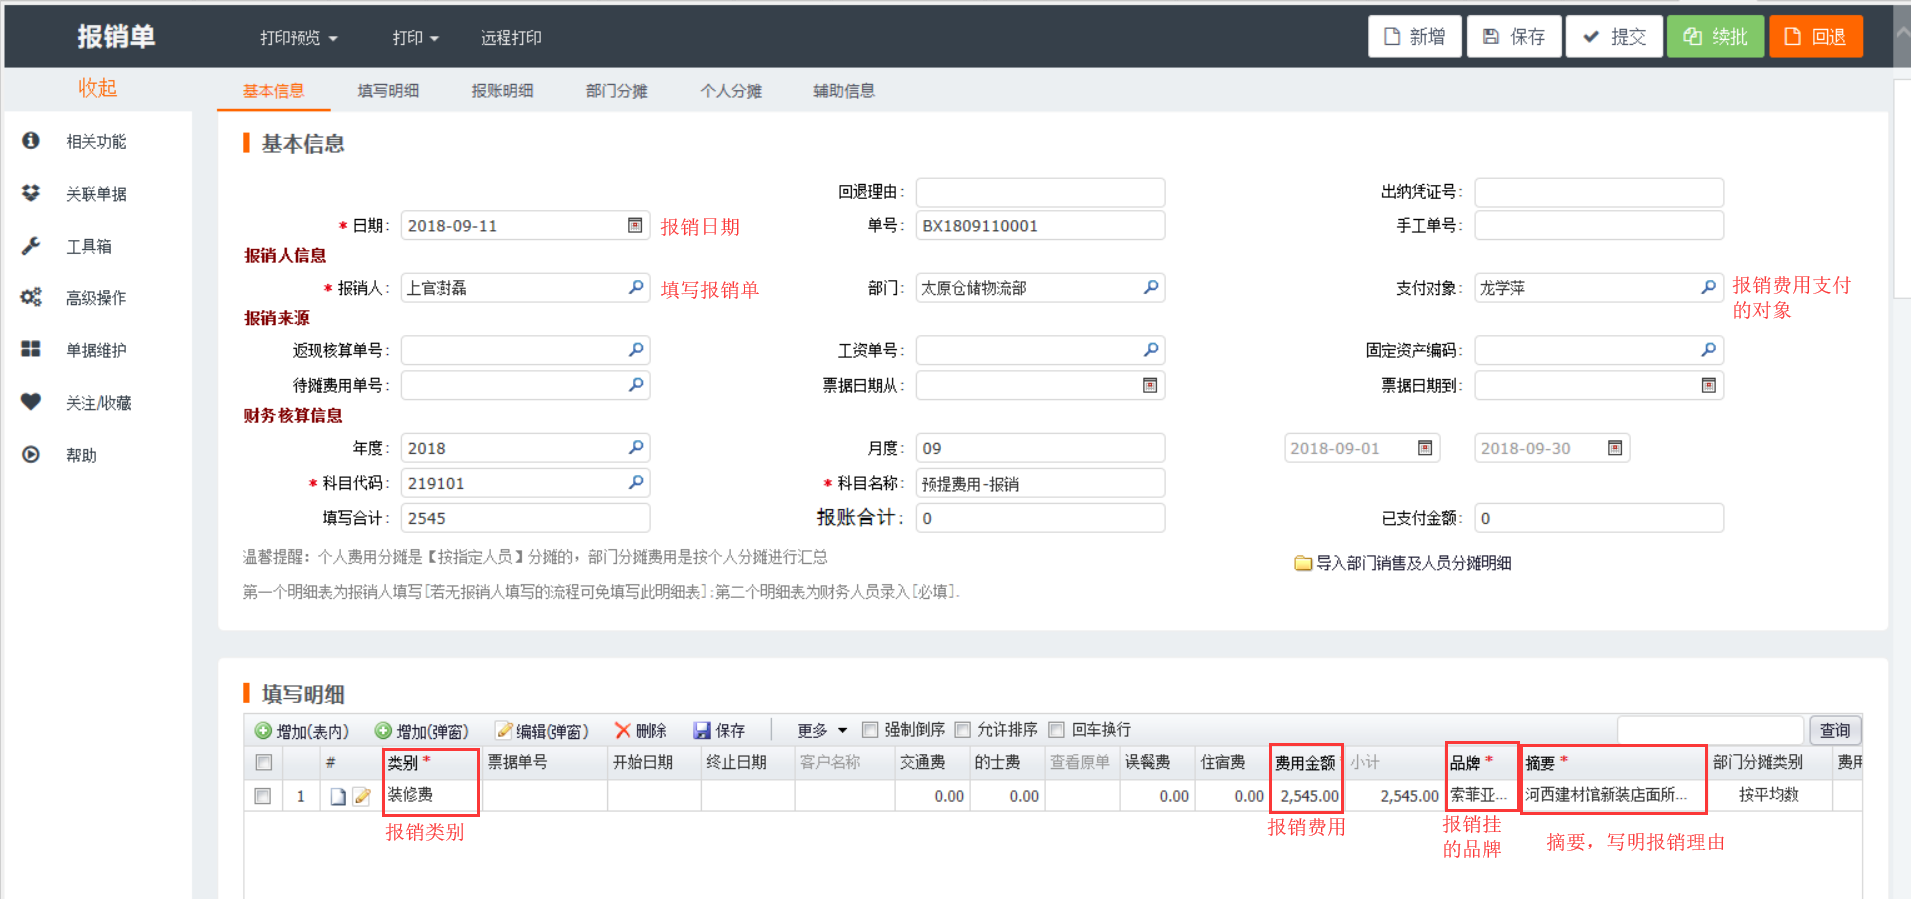 报销单
打印预览
打印
远程打印
新增
保存
提交
续批
回退
收起
基本信息
填写明细
报账明细
部门分摊
个人分摊
辅助信息
相关功能
关联单据
工具箱
高级操作
单据维护
关注/收藏
帮助
基本信息
回退理由:
出纳凭证号:
* 日期: 2018-09-11 报销日期
单号: BX1809110001
手工单号:
报销人信息
* 报销人: 上官澍磊 填写报销单
部门: 太原仓储物流部
支付对象: 龙学萍
报销费用支付
的对象
报销来源
返现核算单号:
工资单号:
固定资产编码:
待摊费用单号:
票据日期从:
票据日期到:
财务核算信息
年度: 2018
月度: 09
2018-09-01
2018-09-30
* 科目代码: 219101
* 科目名称: 预提费用-报销
填写合计: 2545
报账合计: 0
已支付金额: 0
温馨提醒：个人费用分摊是【按指定人员】分摊的，部门分摊费用是按个人分摊进行汇总
导入部门销售及人员分摊明细
第一个明细表为报销人填写[若无报销人填写的流程可免填写此明细表];第二个明细表为财务人员录入[必填].
填写明细
增加(表内) 增加(弹窗) 编辑(弹窗) 删除 保存 更多 强制倒序 允许排序 回车换行 查询
# 类别 * 票据单号 开始日期 终止日期 客户名称 交通费 的士费 查看原单 误餐费 住宿费 费用金额 小计 品牌 * 摘要 * 部门分摊类别 费用
1 装修费 0.00 0.00 0.00 0.00 2,545.00 2,545.00 索菲亚... 河西建材馆新装店面所... 按平均数
报销类别
报销费用
报销挂
的品牌
摘要，写明报销理由